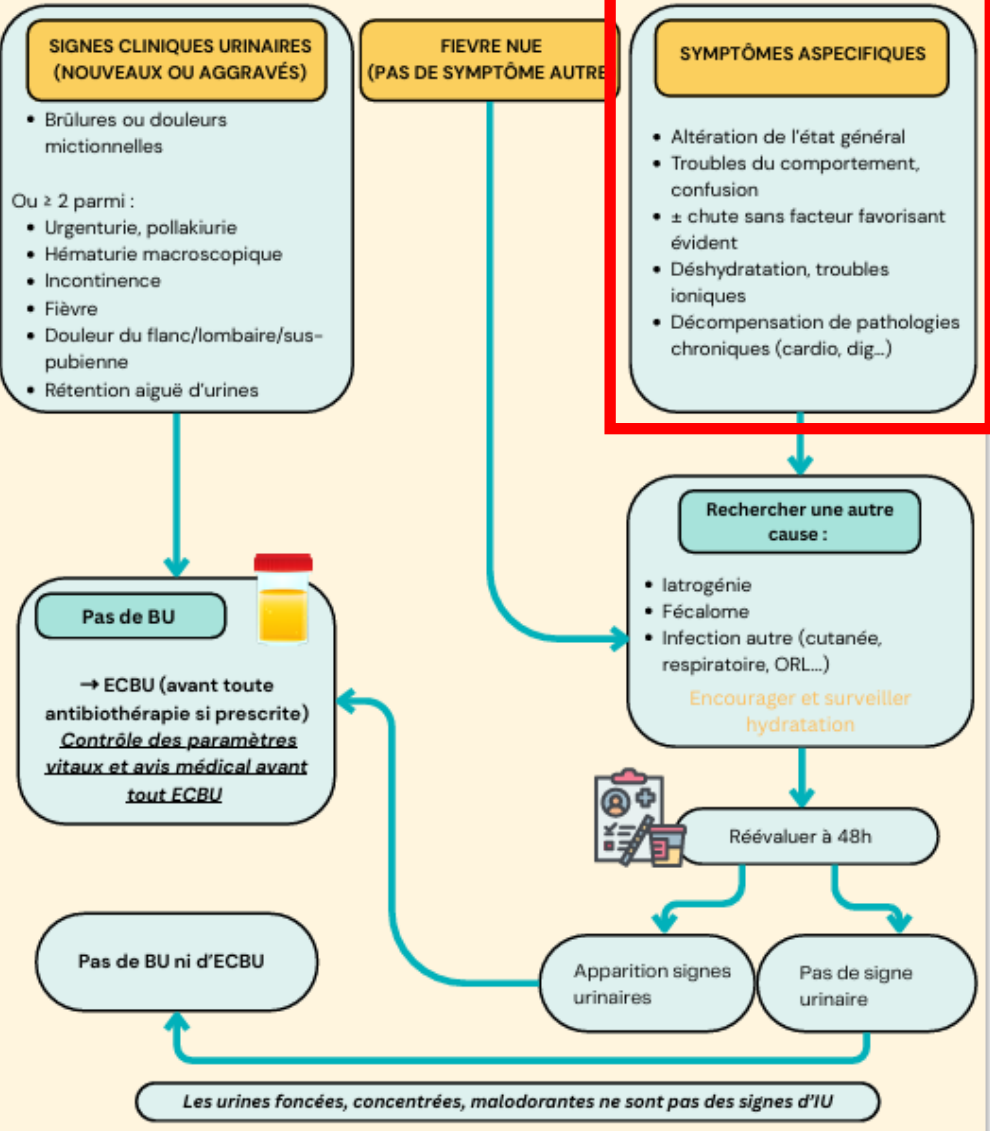 SIGNES CLINIQUES URINAIRES
(NOUVEAUX OU AGGRAVÉS)
• Brûlures ou douleurs
mictionnelles
Ou ≥ 2 parmi :
• Urgenturie, pollakiurie
• Hématurie macroscopique
• Incontinence
• Fièvre
• Douleur du flanc/lombaire/sus-
pubienne
• Rétention aiguë d'urines
FIEVRE NUE
(PAS DE SYMPTÔME AUTRE
SYMPTÔMES ASPECIFIQUES
• Altération de l'état général
• Troubles du comportement,
confusion
• ± chute sans facteur favorisant
évident
• Déshydratation, troubles
ioniques
• Décompensation de pathologies
chroniques (cardio, dig...)
Rechercher une autre
cause :
• Iatrogénie
• Fécalome
• Infection autre (cutanée,
respiratoire, ORL...)
Encourager et surveiller
hydratation
Pas de BU
→ ECBU (avant toute
antibiothérapie si prescrite)
Contrôle des paramètres
vitaux et avis médical avant
tout ECBU
Réévaluer à 48h
Apparition signes
urinaires
Pas de signe
urinaire
Pas de BU ni d'ECBU
Les urines foncées, concentrées, malodorantes ne sont pas des signes d'IU